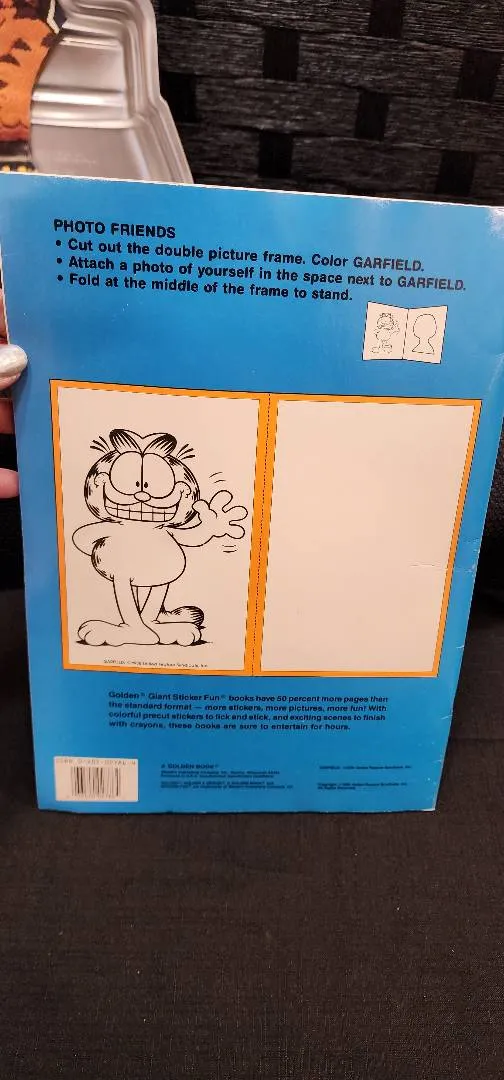 PHOTO FRIENDS
• Cut out the double picture frame. Color GARFIELD.
• Attach a photo of yourself in the space next to GARFIELD.
• Fold at the middle of the frame to stand.
Golden® Giant Sticker Fun® books have 50 percent more pages than
the standard format — more stickers, more pictures, more fun! With
colorful precut stickers to lick and stick, and exciting scenes to finish
with crayons, these books are sure to entertain for hours.
A GOLDEN BOOK®